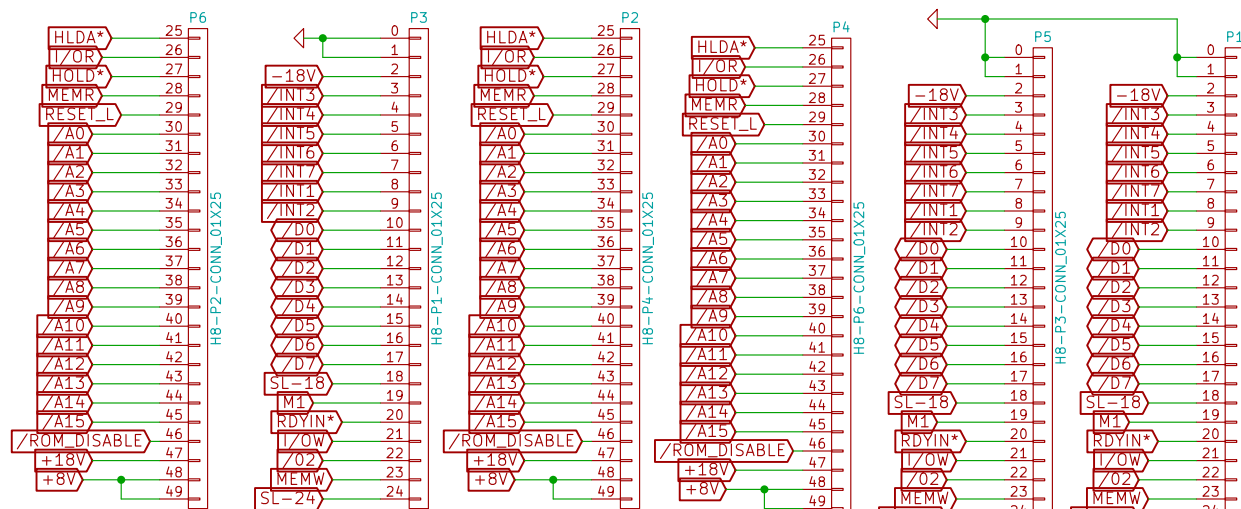 P6
HLDA* 25
I/OR 26
HOLD* 27
MEMR 28
RESET_L 29
/A0 30
/A1 31
/A2 32
/A3 33
/A4 34
/A5 35
/A6 36
/A7 37
/A8 38
/A9 39
/A10 40
/A11 41
/A12 42
/A13 43
/A14 44
/A15 45
/ROM_DISABLE 46
+18V 47
+8V 48
49
H8-P2-CONN_01X25
P3
0
1
-18V 2
/INT3 3
/INT4 4
/INT5 5
/INT6 6
/INT7 7
/INT1 8
/INT2 9
/D0 10
/D1 11
/D2 12
/D3 13
/D4 14
/D5 15
/D6 16
/D7 17
SL-18 18
M1 19
RDYIN* 20
I/OW 21
/02 22
MEMW 23
SL-24 24
H8-P1-CONN_01X25
P2
HLDA* 25
I/OR 26
HOLD* 27
MEMR 28
RESET_L 29
/A0 30
/A1 31
/A2 32
/A3 33
/A4 34
/A5 35
/A6 36
/A7 37
/A8 38
/A9 39
/A10 40
/A11 41
/A12 42
/A13 43
/A14 44
/A15 45
/ROM_DISABLE 46
+18V 47
+8V 48
49
H8-P4-CONN_01X25
P4
HLDA* 25
I/OR 26
HOLD* 27
MEMR 28
RESET_L 29
/A0 30
/A1 31
/A2 32
/A3 33
/A4 34
/A5 35
/A6 36
/A7 37
/A8 38
/A9 39
/A10 40
/A11 41
/A12 42
/A13 43
/A14 44
/A15 45
/ROM_DISABLE 46
+18V 47
+8V 48
49
H8-P6-CONN_01X25
P5
0
1
-18V 2
/INT3 3
/INT4 4
/INT5 5
/INT6 6
/INT7 7
/INT1 8
/INT2 9
/D0 10
/D1 11
/D2 12
/D3 13
/D4 14
/D5 15
/D6 16
/D7 17
SL-18 18
M1 19
RDYIN* 20
I/OW 21
/02 22
MEMW 23
H8-P3-CONN_01X25
P1
0
1
-18V 2
/INT3 3
/INT4 4
/INT5 5
/INT6 6
/INT7 7
/INT1 8
/INT2 9
/D0 10
/D1 11
/D2 12
/D3 13
/D4 14
/D5 15
/D6 16
/D7 17
SL-18 18
M1 19
RDYIN* 20
I/OW 21
/02 22
MEMW 23